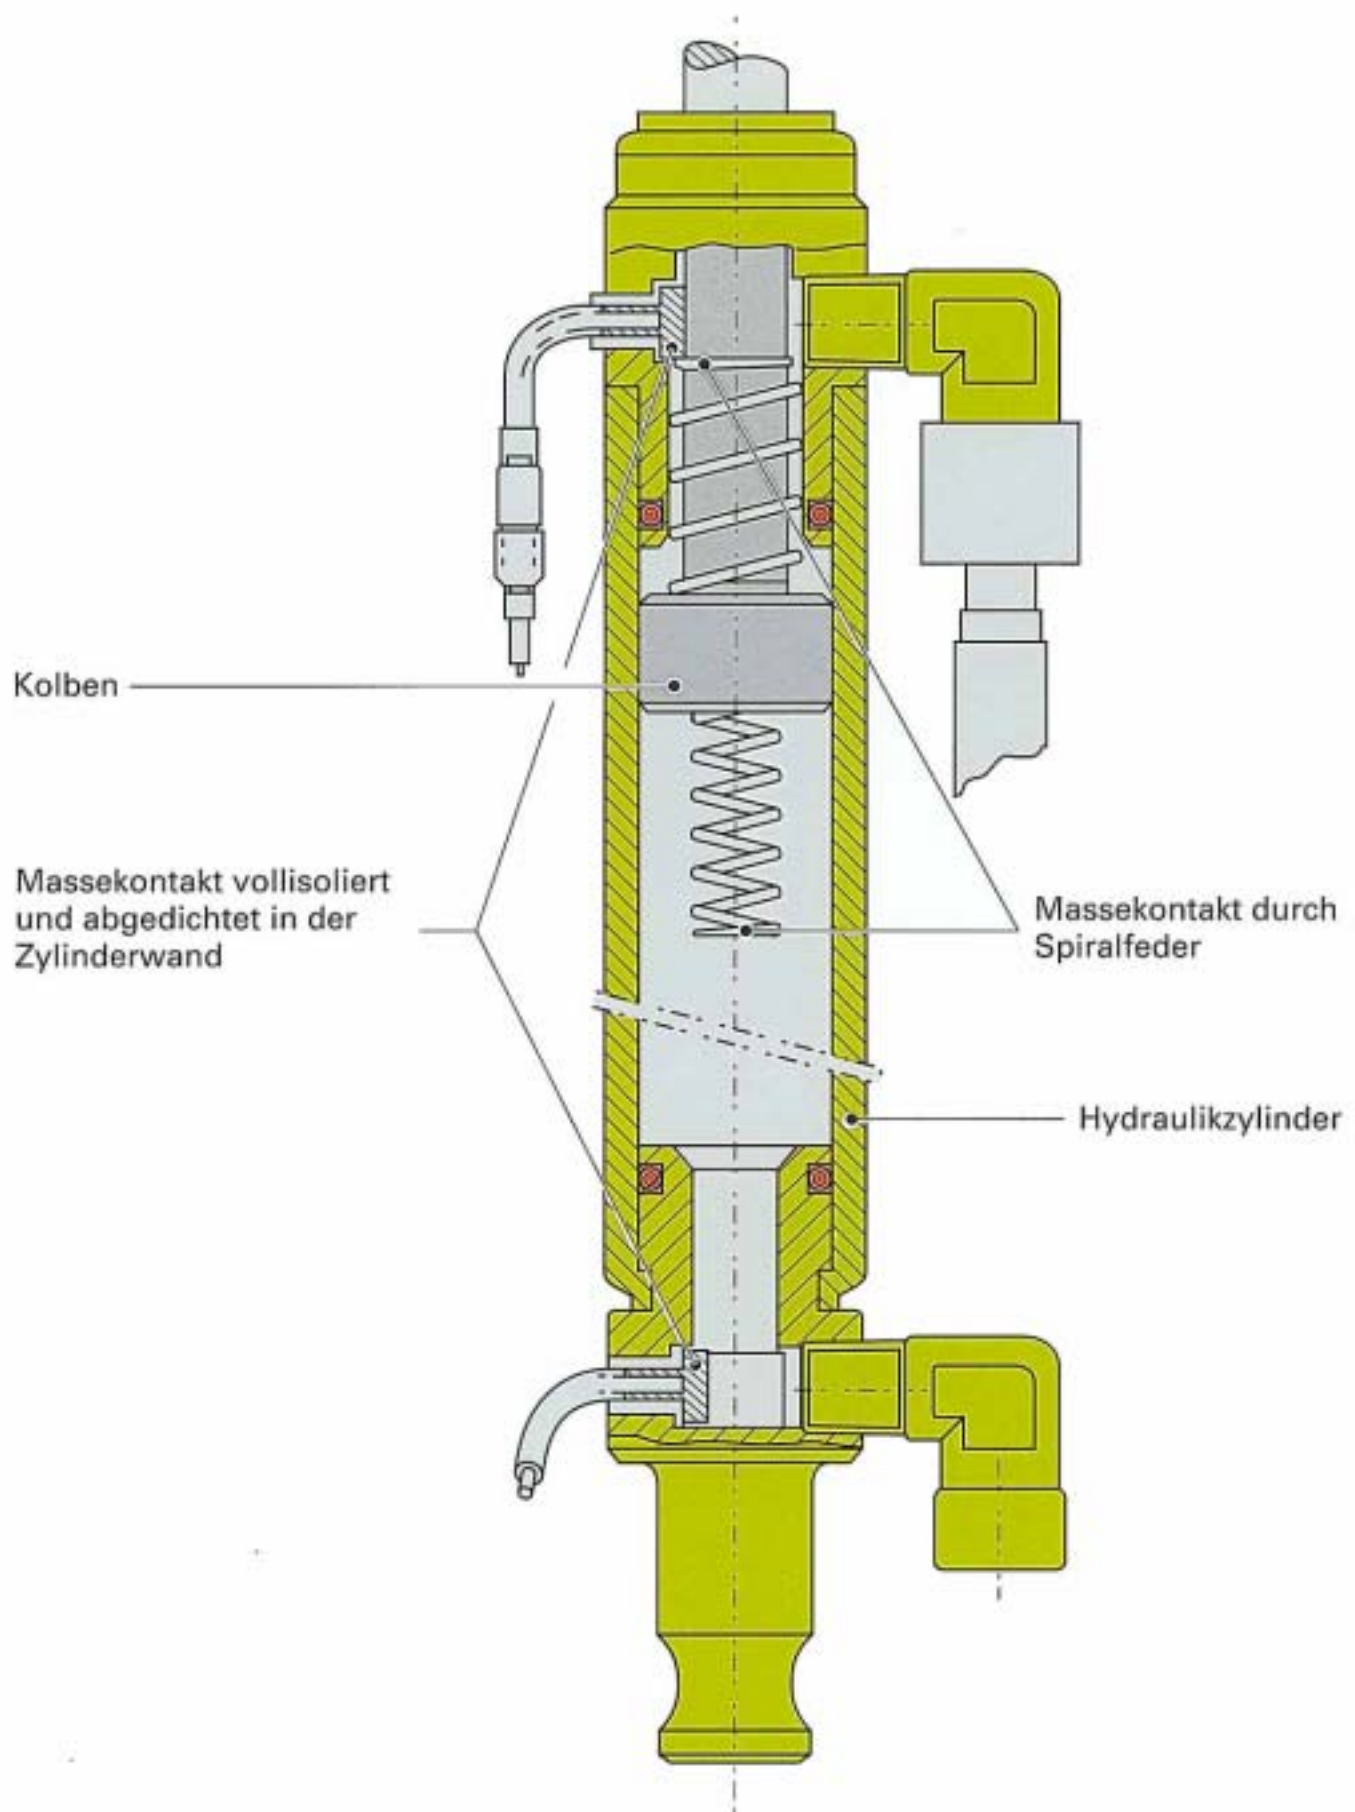 Kolben
Massekontakt vollisoliert
und abgedichtet in der
Zylinderwand
Massekontakt durch
Spiralfeder
Hydraulikzylinder